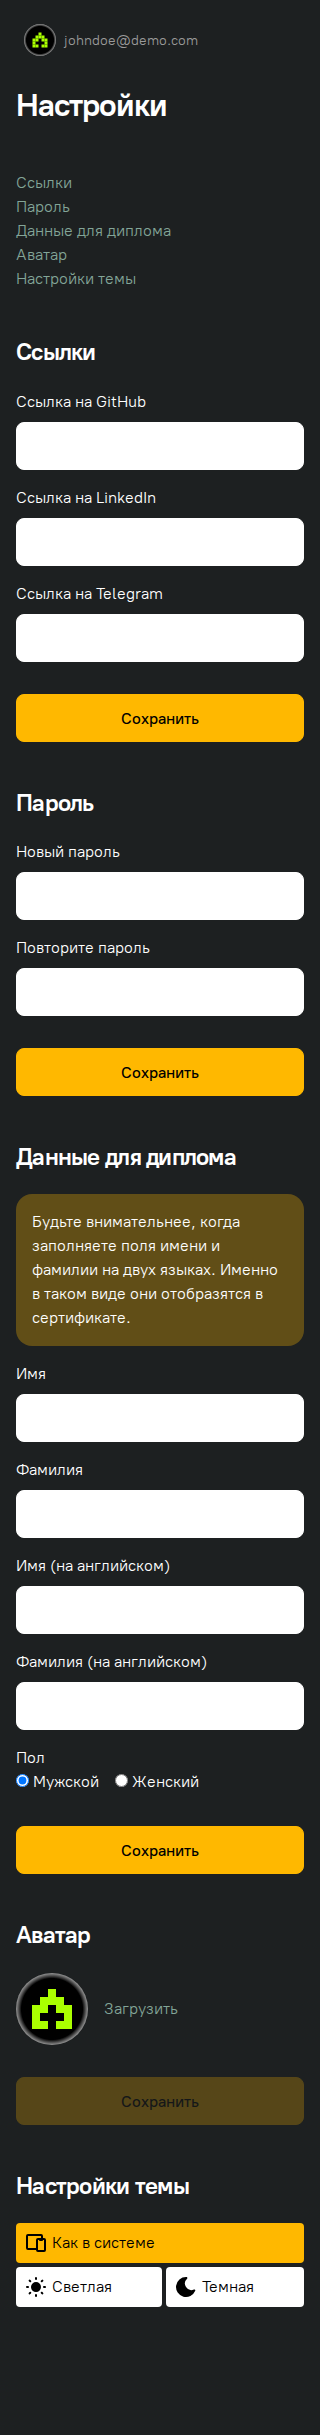 johndoe@demo.com
Настройки
Ссылки
Пароль
Данные для диплома
Аватар
Настройки темы
Ссылки
Ссылка на GitHub
Ссылка на LinkedIn
Ссылка на Telegram
Сохранить
Пароль
Новый пароль
Повторите пароль
Сохранить
Данные для диплома
Будьте внимательнее, когда
заполняете поля имени и
фамилии на двух языках. Именно
в таком виде они отобразятся в
сертификате.
Имя
Фамилия
Имя (на английском)
Фамилия (на английском)
Пол
Мужской Женский
Сохранить
Аватар
Загрузить
Сохранить
Настройки темы
Как в системе
Светлая Темная